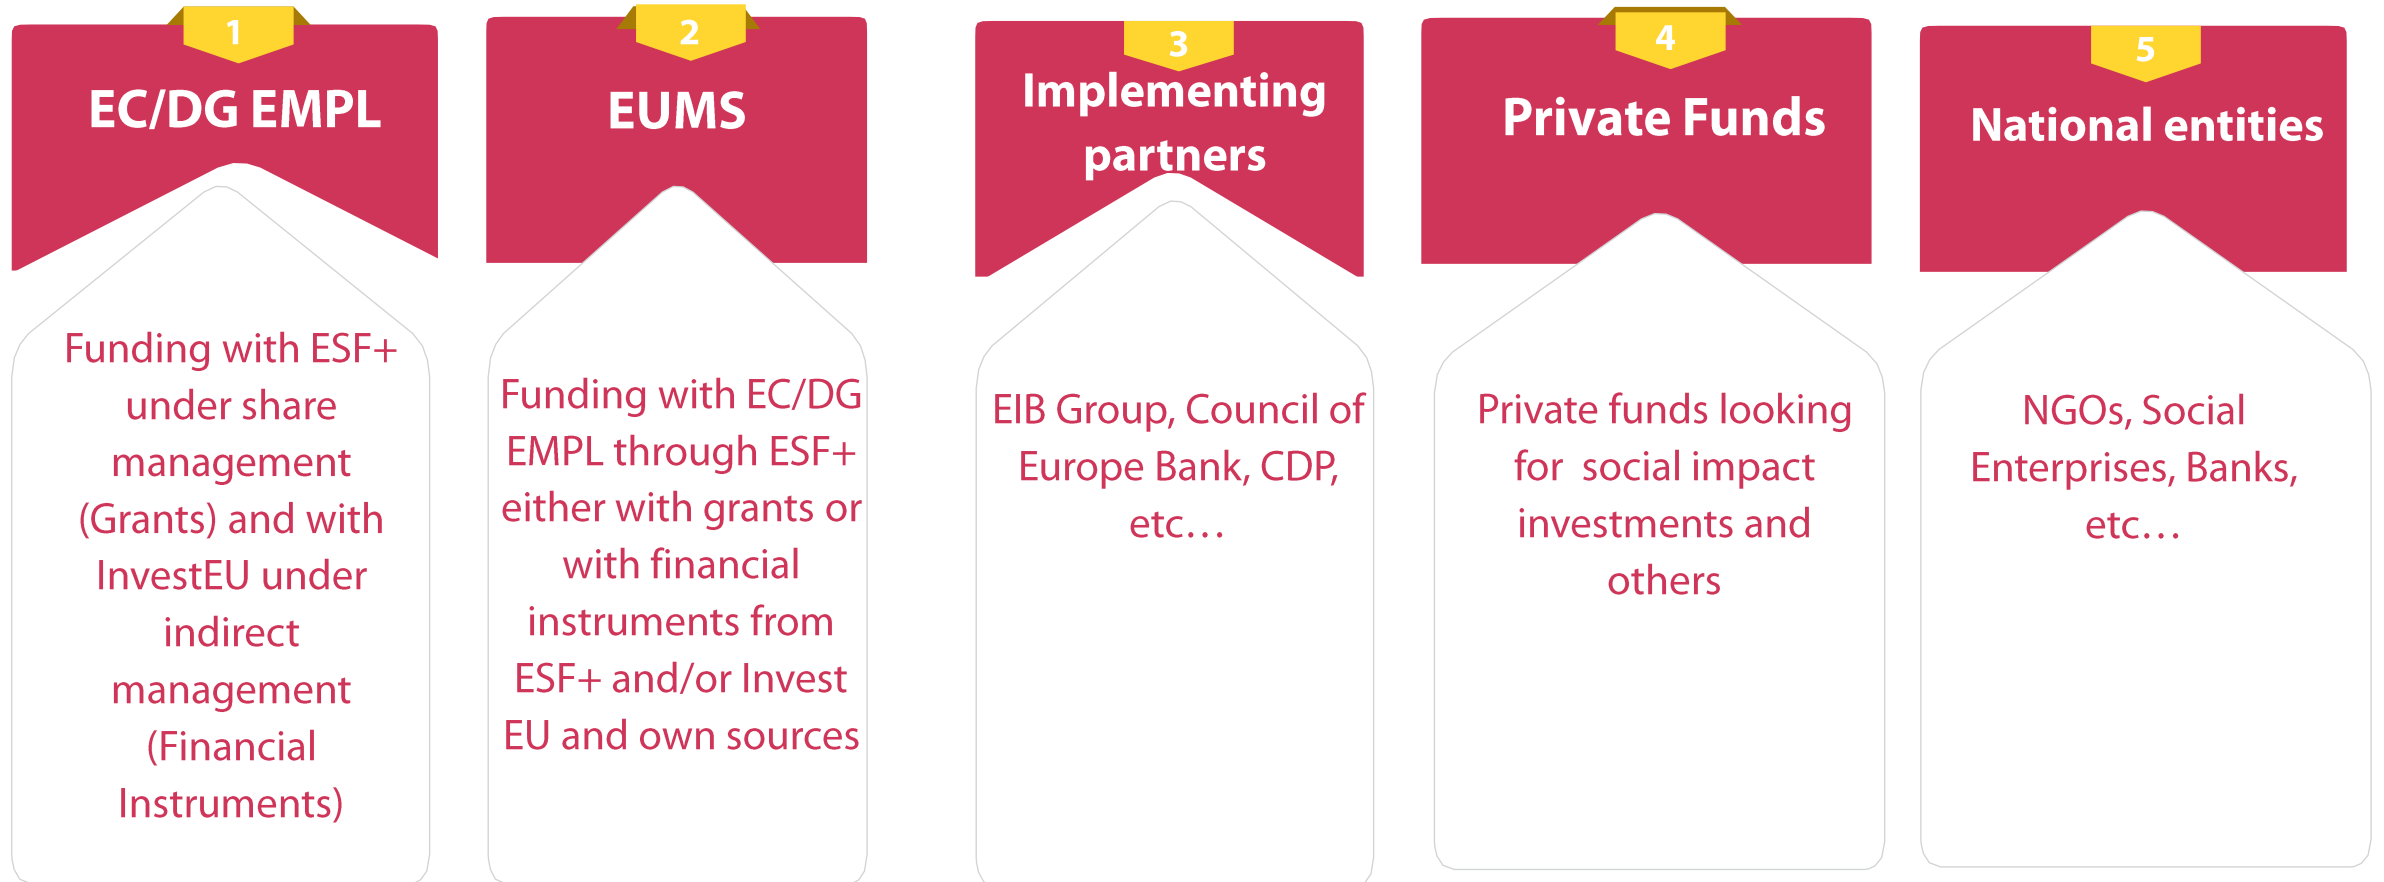 1
EC/DG EMPL
Funding with ESF+
under share
management
(Grants) and with
InvestEU under
indirect
management
(Financial
Instruments)
2
EUMS
Funding with EC/DG
EMPL through ESF+
either with grants or
with financial
instruments from
ESF+ and/or Invest
EU and own sources
3
Implementing
partners
EIB Group, Council of
Europe Bank, CDP,
etc...
4
Private Funds
Private funds looking
for social impact
investments and
others
5
National entities
NGOs, Social
Enterprises, Banks,
etc...